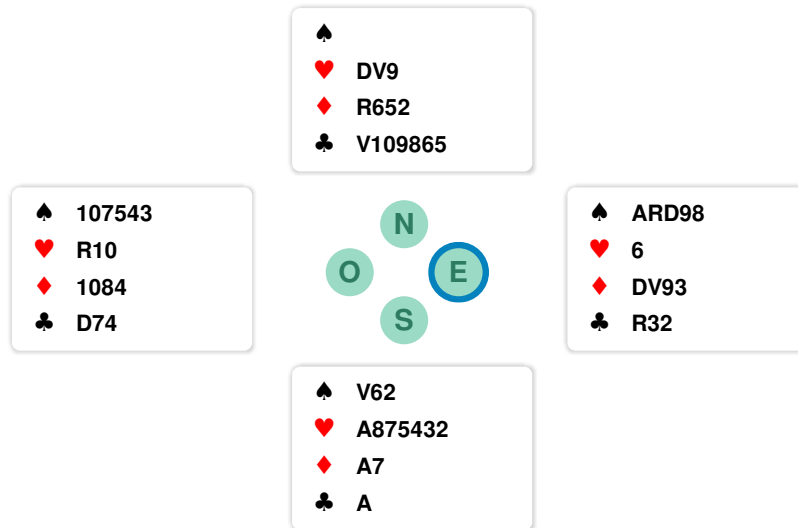 ♠
♥ DV9
♦ R652
♣ V109865
♠ 107543
♥ R10
♦ 1084
♣ D74
N
O E
S
♠ ARD98
♥ 6
♦ DV93
♣ R32
♠ V62
♥ A875432
♦ A7
♣ A